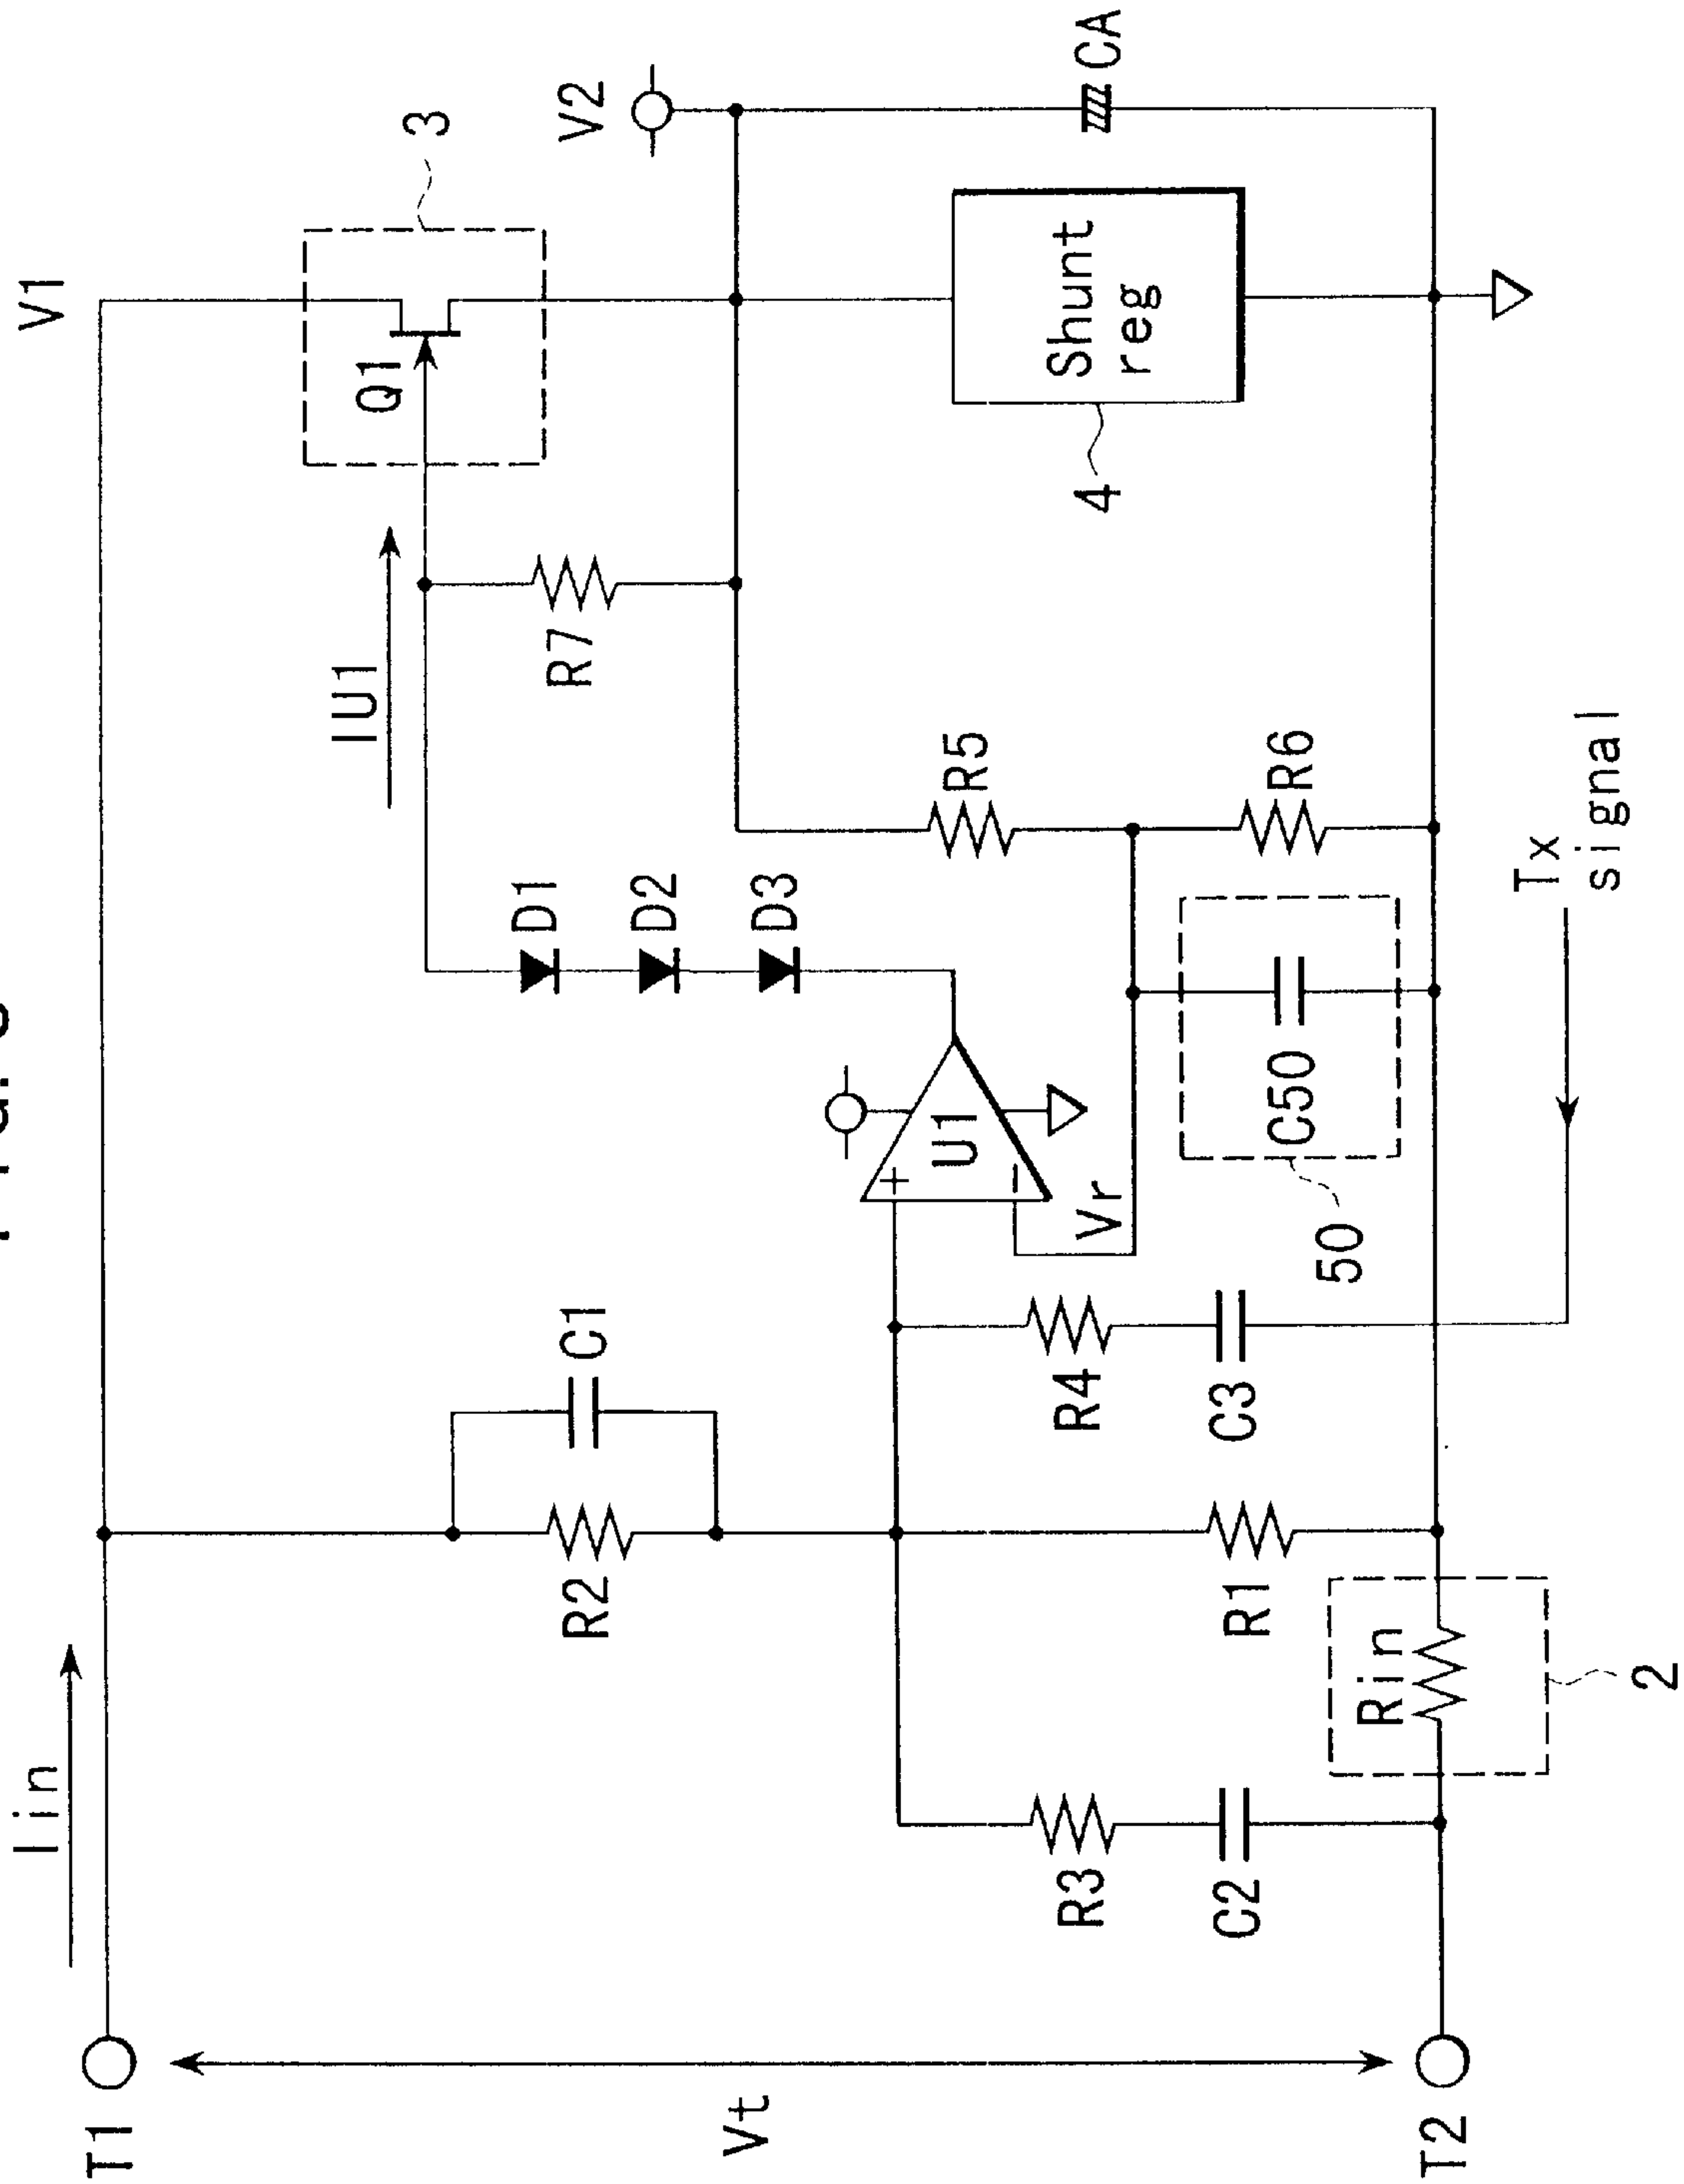 Iin
V1
3
T1
V2
IU1
Q1
R2
C1
R7
CA
D1
D2
D3
Vt
+
U1
−
R5
Shunt
reg
R3
R4
Vr
4
C2
R1
C3
C50
R6
50
Rin
T2
2
Tx
signal